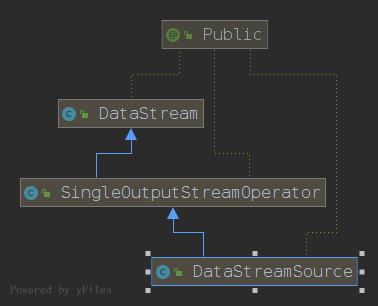 Public
DataStream
SingleOutputStreamOperator
DataStreamSource
Powered by yFiles